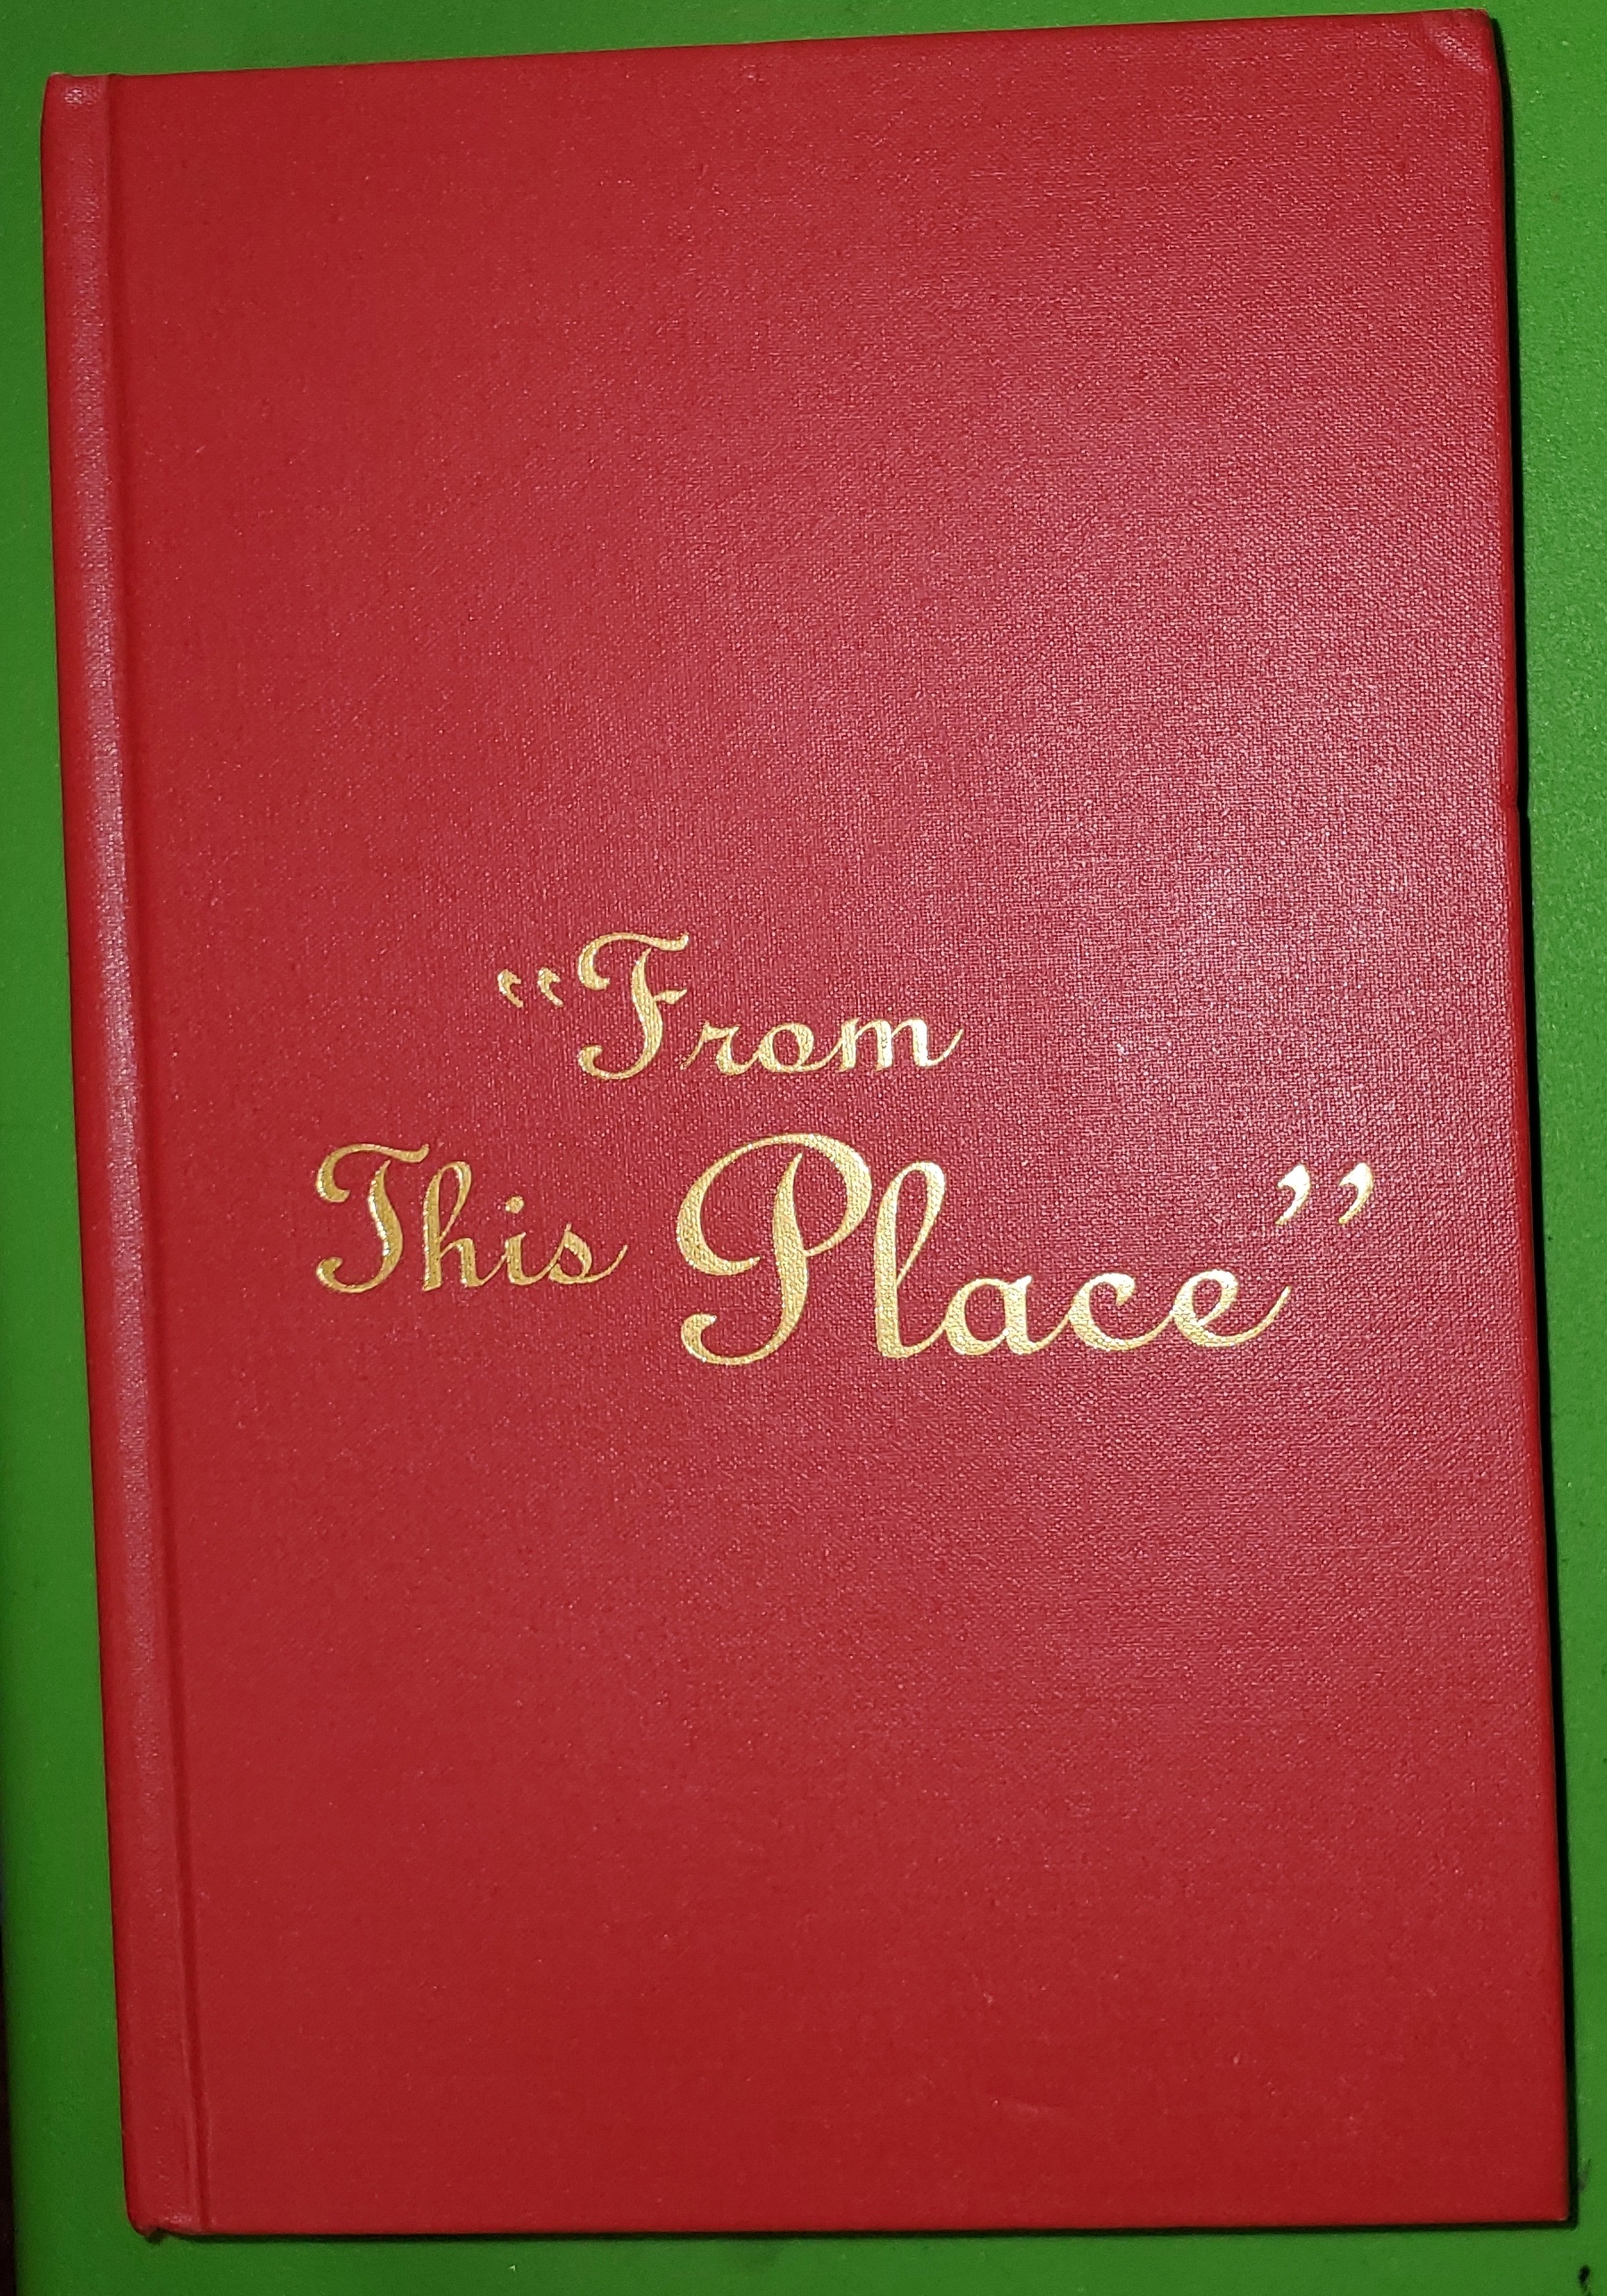 “From
This Place”